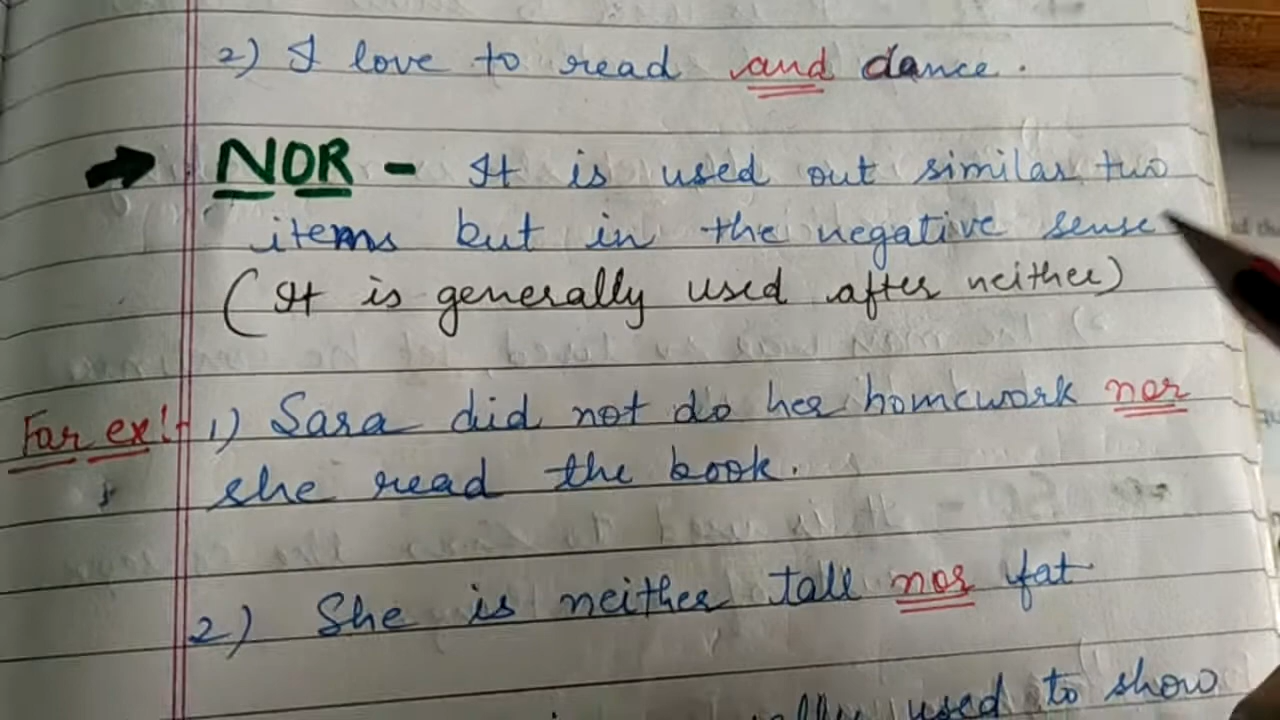 2) I love to read and dance.
NOR - It is used out similar two
items but in the negative sense
(It is generally used after neither)
For ex:- 1) Sara did not do her homework nor
she read the book.
2) She is neither tall nor fat
used to show